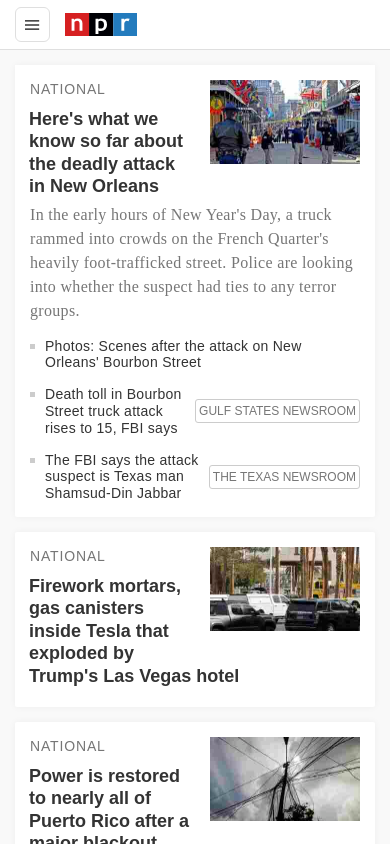 npr
NATIONAL
Here's what we
know so far about
the deadly attack
in New Orleans
In the early hours of New Year's Day, a truck
rammed into crowds on the French Quarter's
heavily foot-trafficked street. Police are looking
into whether the suspect had ties to any terror
groups.
Photos: Scenes after the attack on New
Orleans' Bourbon Street
Death toll in Bourbon
Street truck attack
rises to 15, FBI says
GULF STATES NEWSROOM
The FBI says the attack
suspect is Texas man
Shamsud-Din Jabbar
THE TEXAS NEWSROOM
NATIONAL
Firework mortars,
gas canisters
inside Tesla that
exploded by
Trump's Las Vegas hotel
NATIONAL
Power is restored
to nearly all of
Puerto Rico after a
major blackout